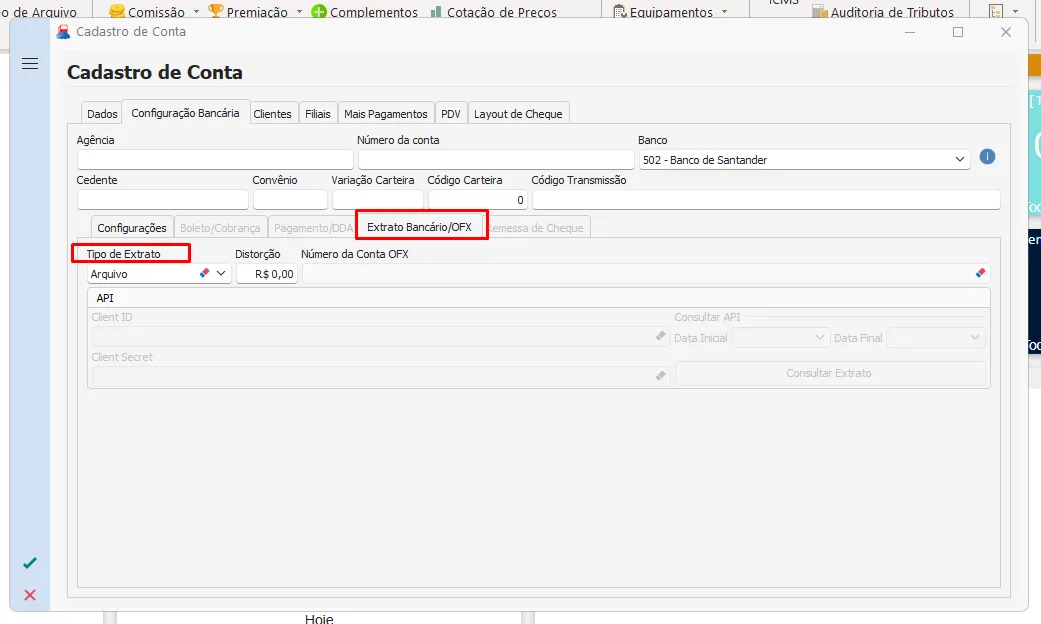 o de Arquivo Comissão Premiação Complementos Cotação de Preços Equipamentos ICMS Auditoria de Tributos
Cadastro de Conta
Cadastro de Conta
Dados Configuração Bancária Clientes Filiais Mais Pagamentos PDV Layout de Cheque
Agência Número da conta Banco
502 - Banco de Santander
Cedente Convênio Variação Carteira Código Carteira Código Transmissão
0
Configurações Boleto/Cobrança Pagamento/DDA Extrato Bancário/OFX emessa de Cheque
Tipo de Extrato Distorção Número da Conta OFX
Arquivo R$ 0,00
API
Client ID Consultar API
Data Inicial Data Final
Client Secret
Consultar Extrato
Hoje